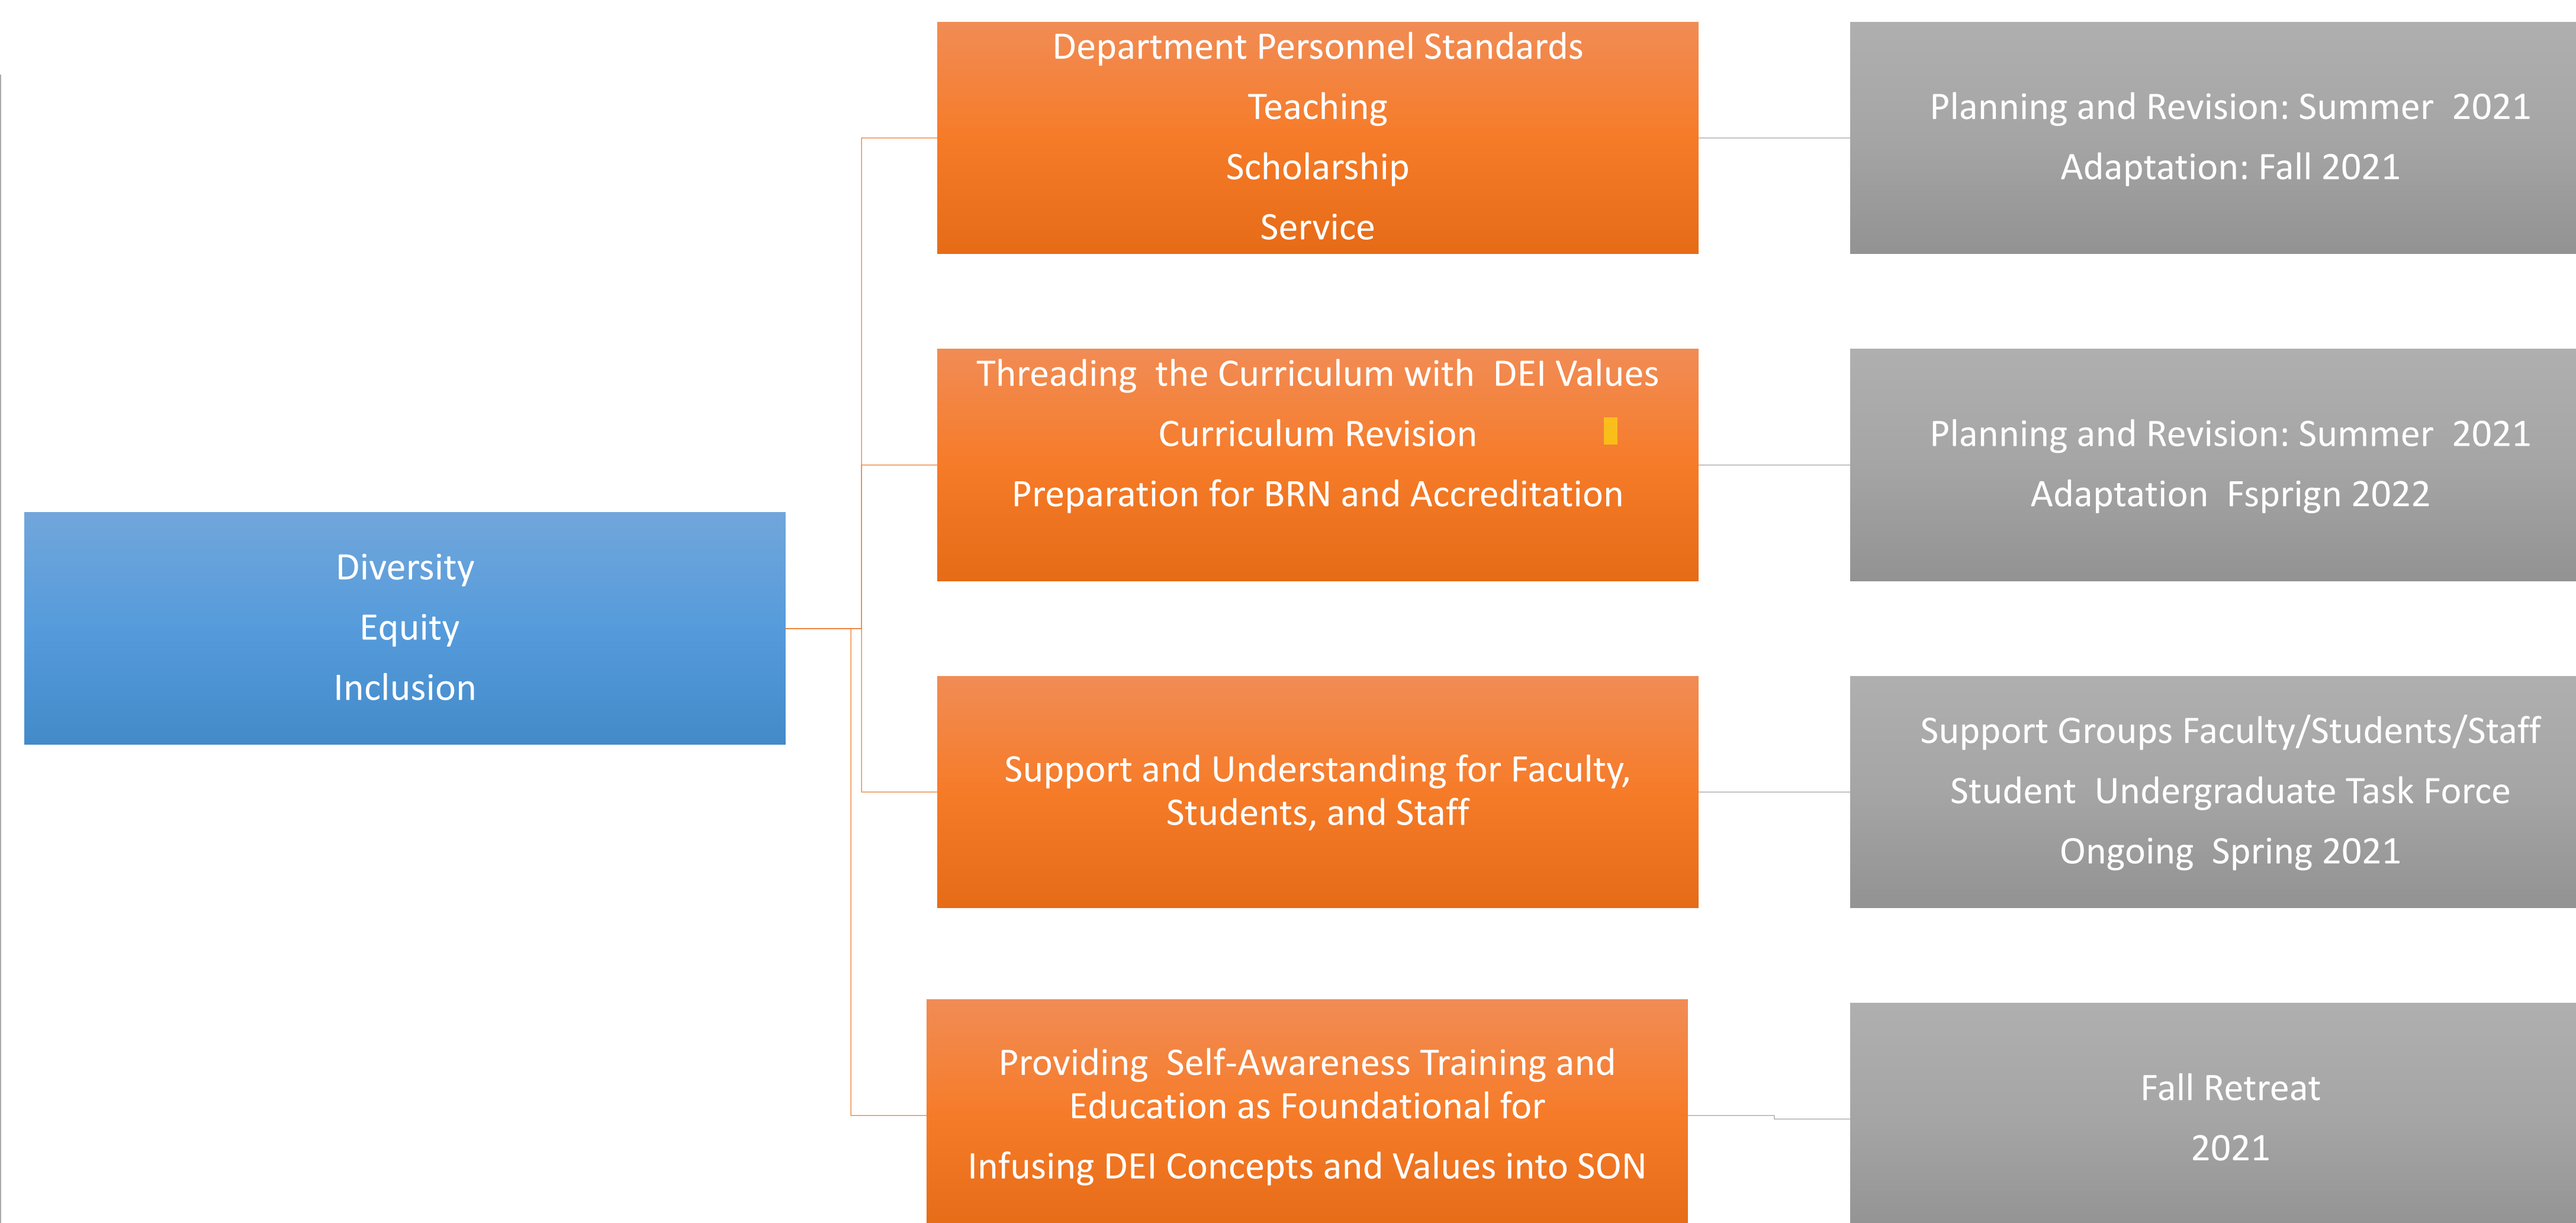 Diversity
Equity
Inclusion
Department Personnel Standards
Teaching
Scholarship
Service
Planning and Revision: Summer  2021
Adaptation: Fall 2021
Threading  the Curriculum with  DEI Values
Curriculum Revision
Preparation for BRN and Accreditation
Planning and Revision: Summer  2021
Adaptation  Fsprign 2022
Support and Understanding for Faculty,
Students, and Staff
Support Groups Faculty/Students/Staff
Student  Undergraduate Task Force
Ongoing  Spring 2021
Providing  Self-Awareness Training and
Education as Foundational for
Infusing DEI Concepts and Values into SON
Fall Retreat
2021